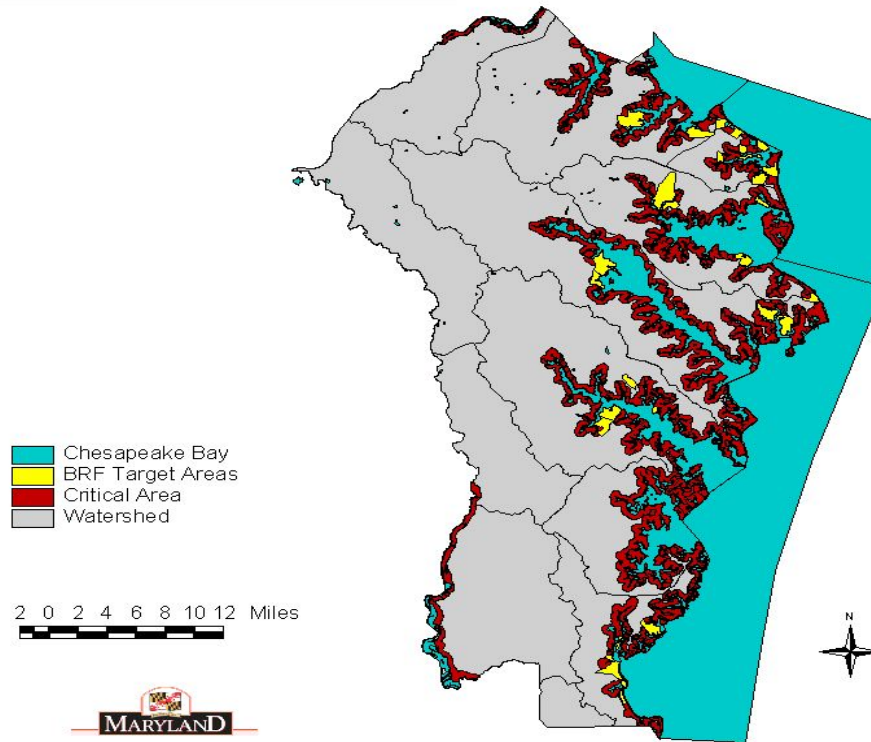 Chesapeake Bay
BRF Target Areas
Critical Area
Watershed
2 0 2 4 6 8 10 12 Miles
N
MARYLAND